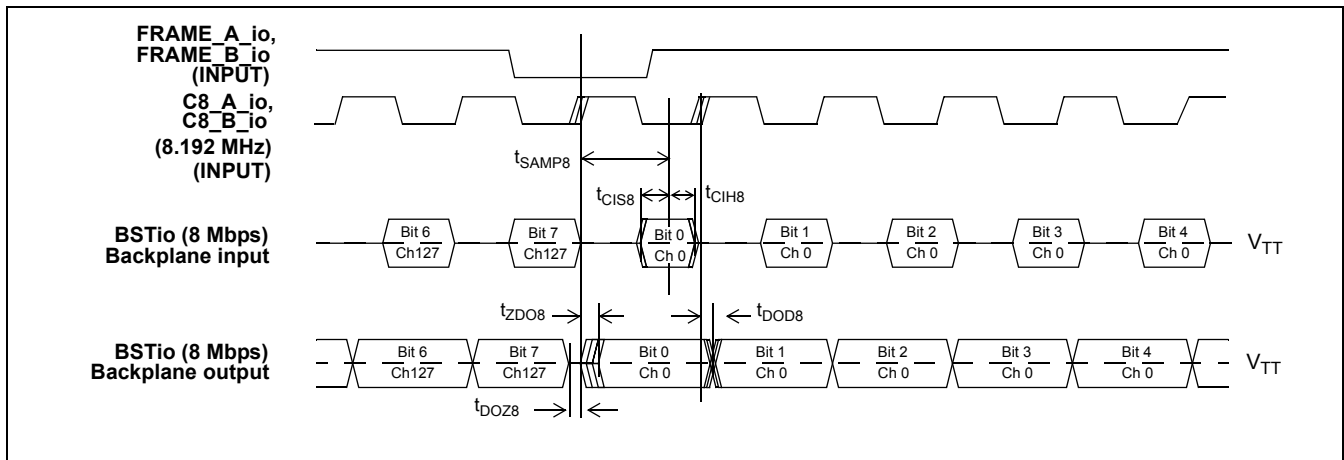 FRAME_A_io,
FRAME_B_io
(INPUT)
C8_A_io,
C8_B_io
(8.192 MHz)
(INPUT)
tSAMP8
tCIS8
tCIH8
BSTio (8 Mbps)
Backplane input
Bit 6
Ch127
Bit 7
Ch127
Bit 0
Ch 0
Bit 1
Ch 0
Bit 2
Ch 0
Bit 3
Ch 0
Bit 4
Ch 0
VTT
tZDO8
tDOD8
BSTio (8 Mbps)
Backplane output
Bit 6
Ch127
Bit 7
Ch127
Bit 0
Ch 0
Bit 1
Ch 0
Bit 2
Ch 0
Bit 3
Ch 0
Bit 4
Ch 0
VTT
tDOZ8